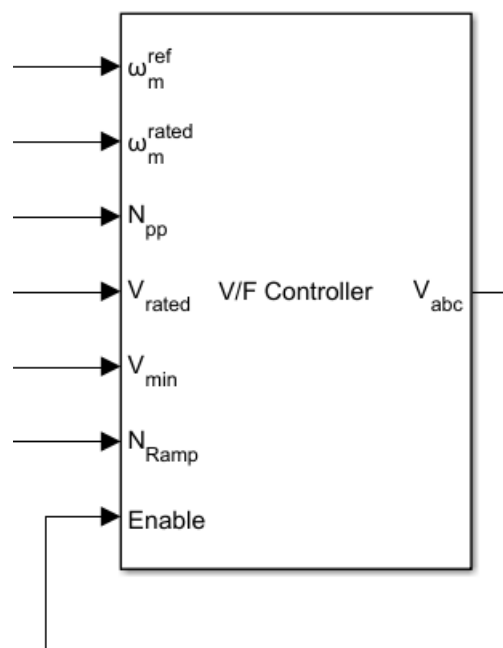 ω_m^ref
ω_m^rated
N_pp
V_rated V/F Controller V_abc
V_min
N_Ramp
Enable